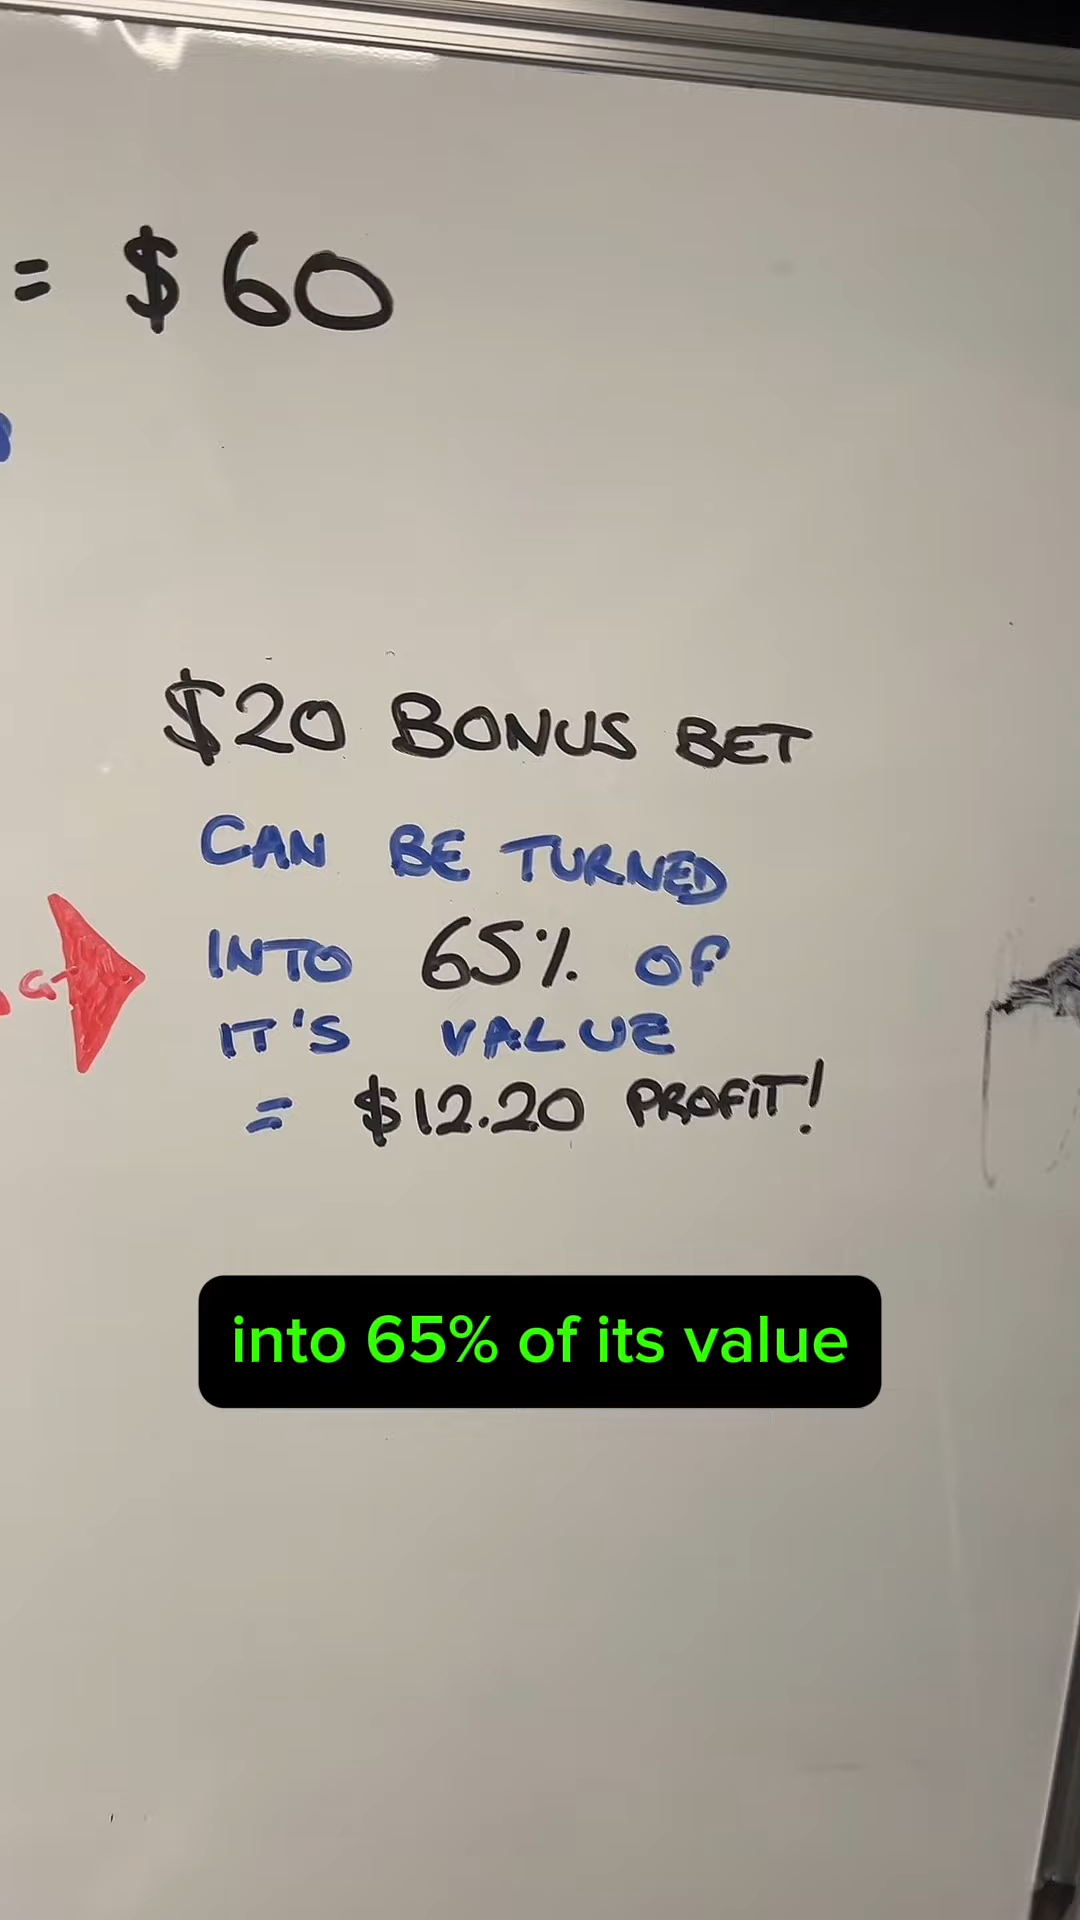 = $60
$20 BONUS BET
CAN BE TURNED
INTO 65% OF
IT'S VALUE
= $12.20 PROFIT!
into 65% of its value